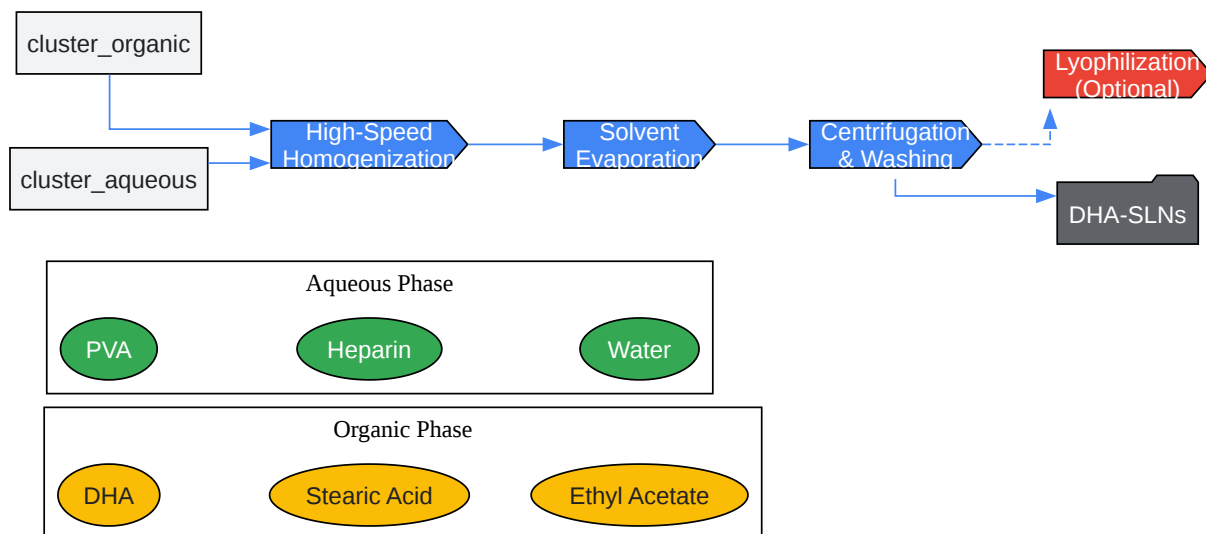 cluster_organic
Lyophilization
(Optional)
High-Speed
Homogenization
Solvent
Evaporation
Centrifugation
& Washing
cluster_aqueous
DHA-SLNs
Aqueous Phase
PVA
Heparin
Water
Organic Phase
DHA
Stearic Acid
Ethyl Acetate